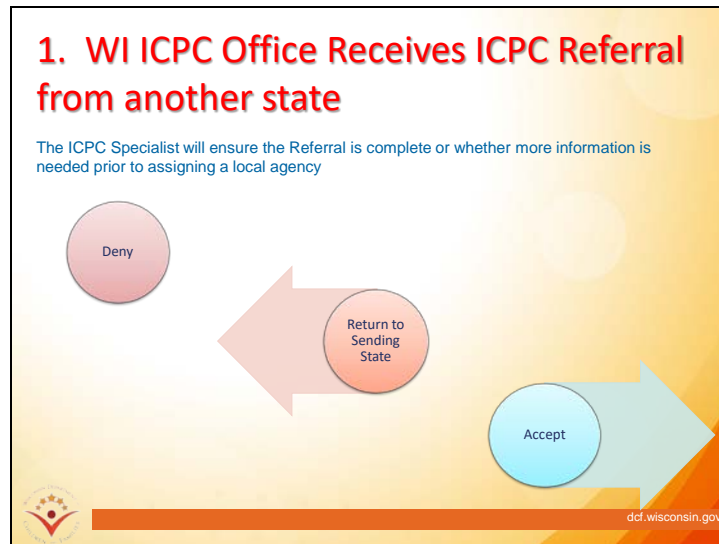 1. WI ICPC Office Receives ICPC Referral
from another state
The ICPC Specialist will ensure the Referral is complete or whether more information is
needed prior to assigning a local agency
Deny
Return to
Sending
State
Accept
dcf.wisconsin.gov